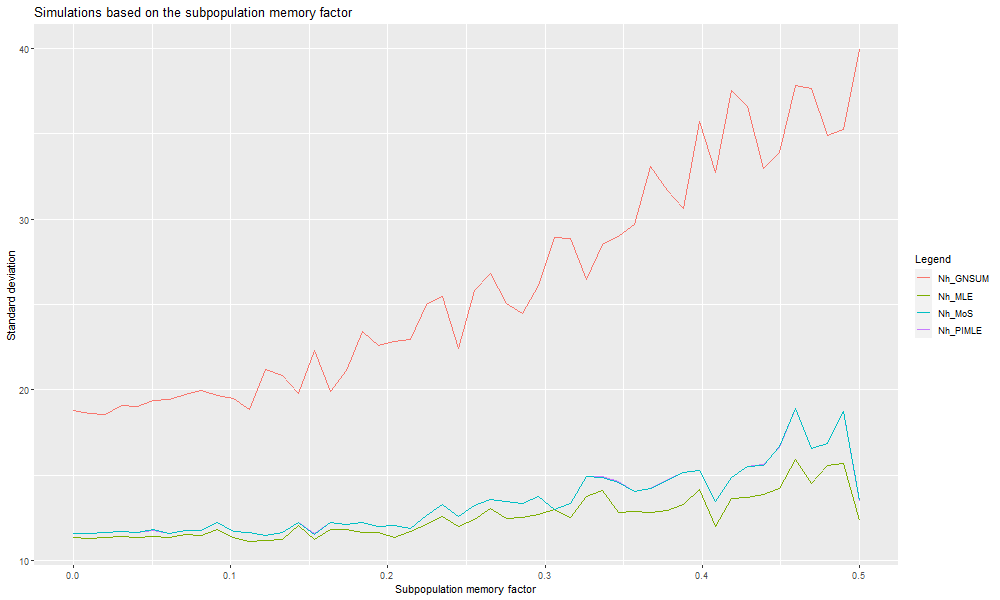 Simulations based on the subpopulation memory factor
40
30
20
10
Standard deviation
0.0 0.1 0.2 0.3 0.4 0.5
Subpopulation memory factor
Legend
Nh_GNSUM
Nh_MLE
Nh_MoS
Nh_PIMLE